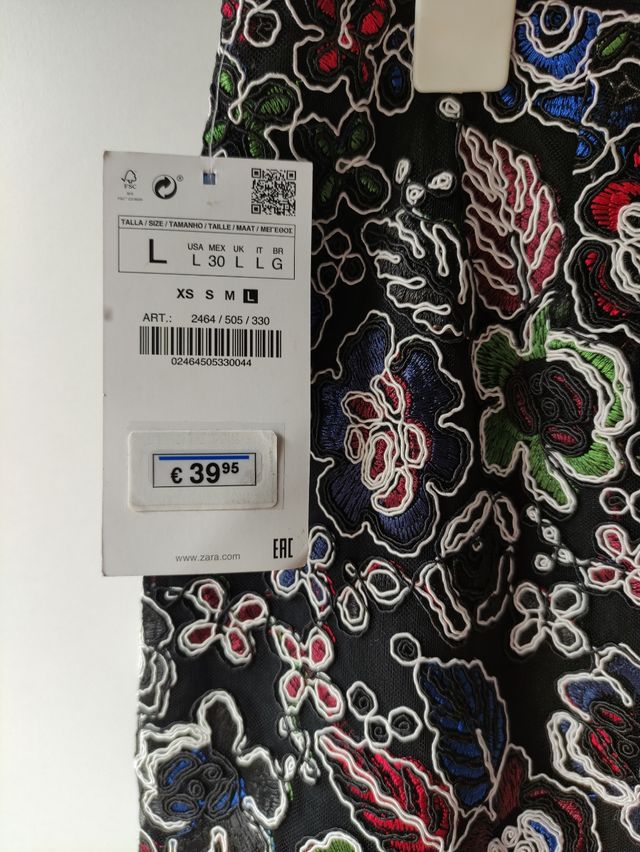 FSC
TALLA / SIZE / TAMANHO / TAILLE / MAAT / ΜΕΓΕΘΟΣ
L
USA MEX UK IT BR
L 30 L L G
XS S M L
ART.: 2464 / 505 / 330
02464505330044
€ 39 95
www.zara.com
EAC